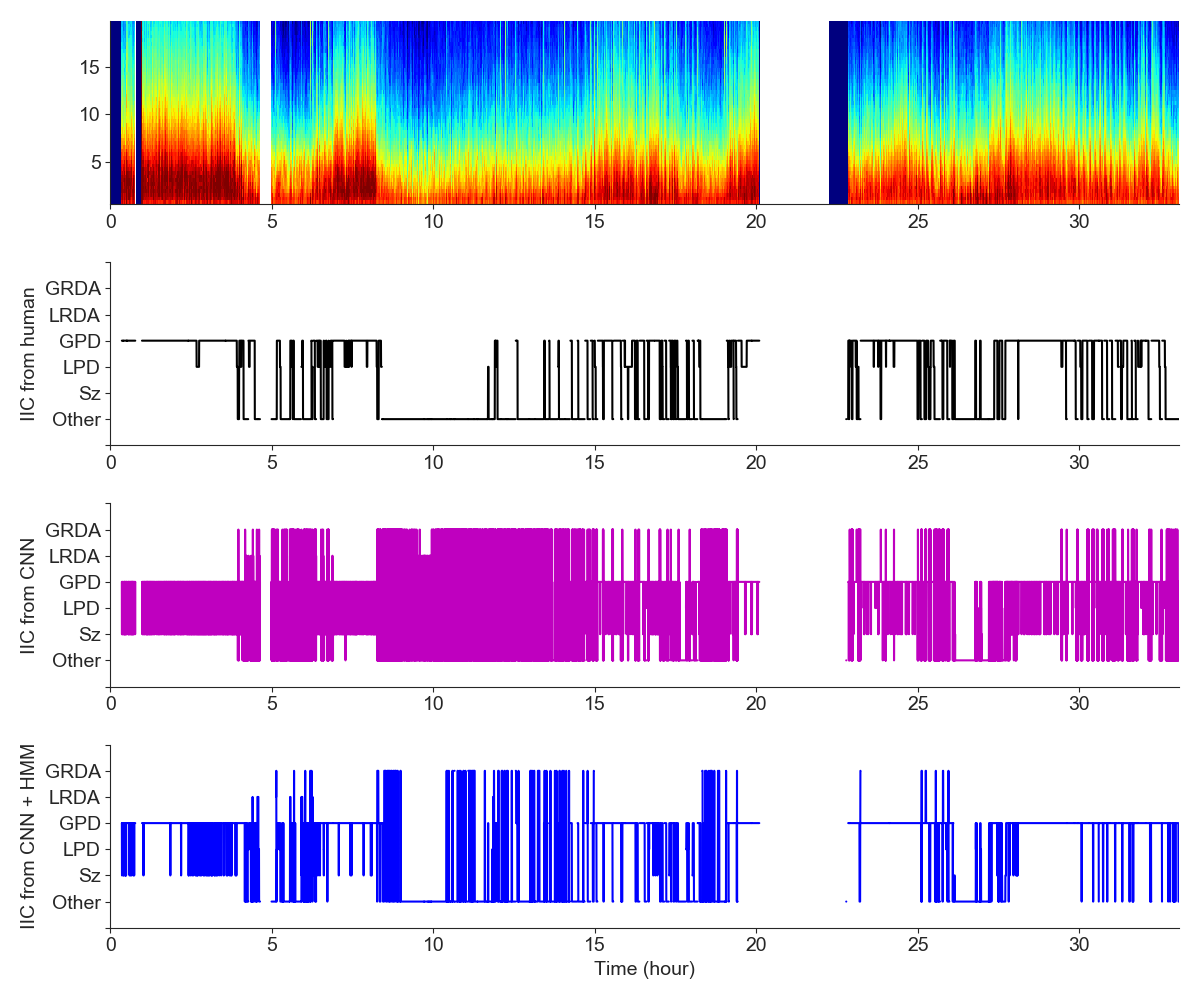 15
10
5
0 5 10 15 20 25 30
IIC from human
GRDA
LRDA
GPD
LPD
Sz
Other
0 5 10 15 20 25 30
IIC from CNN
GRDA
LRDA
GPD
LPD
Sz
Other
0 5 10 15 20 25 30
IIC from CNN + HMM
GRDA
LRDA
GPD
LPD
Sz
Other
0 5 10 15 20 25 30
Time (hour)